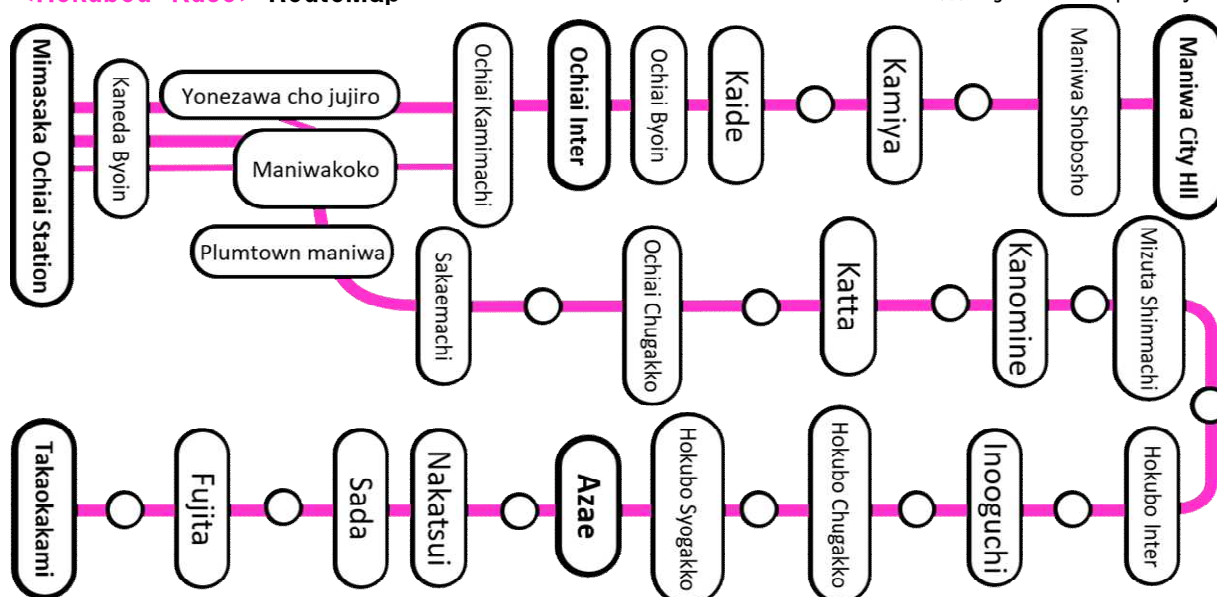 RouteMap
Mimasaka Ochiai Station
Kaneda Byoin
Yonezawa cho jujiro
Maniwakoko
Plumtown maniwa
Ochiai Kamimachi
Ochiai Inter
Ochiai Byoin
Kaide
Kamiya
Maniwa Shobosho
Maniwa City Hll
Sakaemachi
Ochiai Chugakko
Katta
Kanomine
Mizuta Shinmachi
Takaokakami
Fujita
Sada
Nakatsui
Azae
Hokubo Syogakko
Hokubo Chugakko
Inooguchi
Hokubo Inter